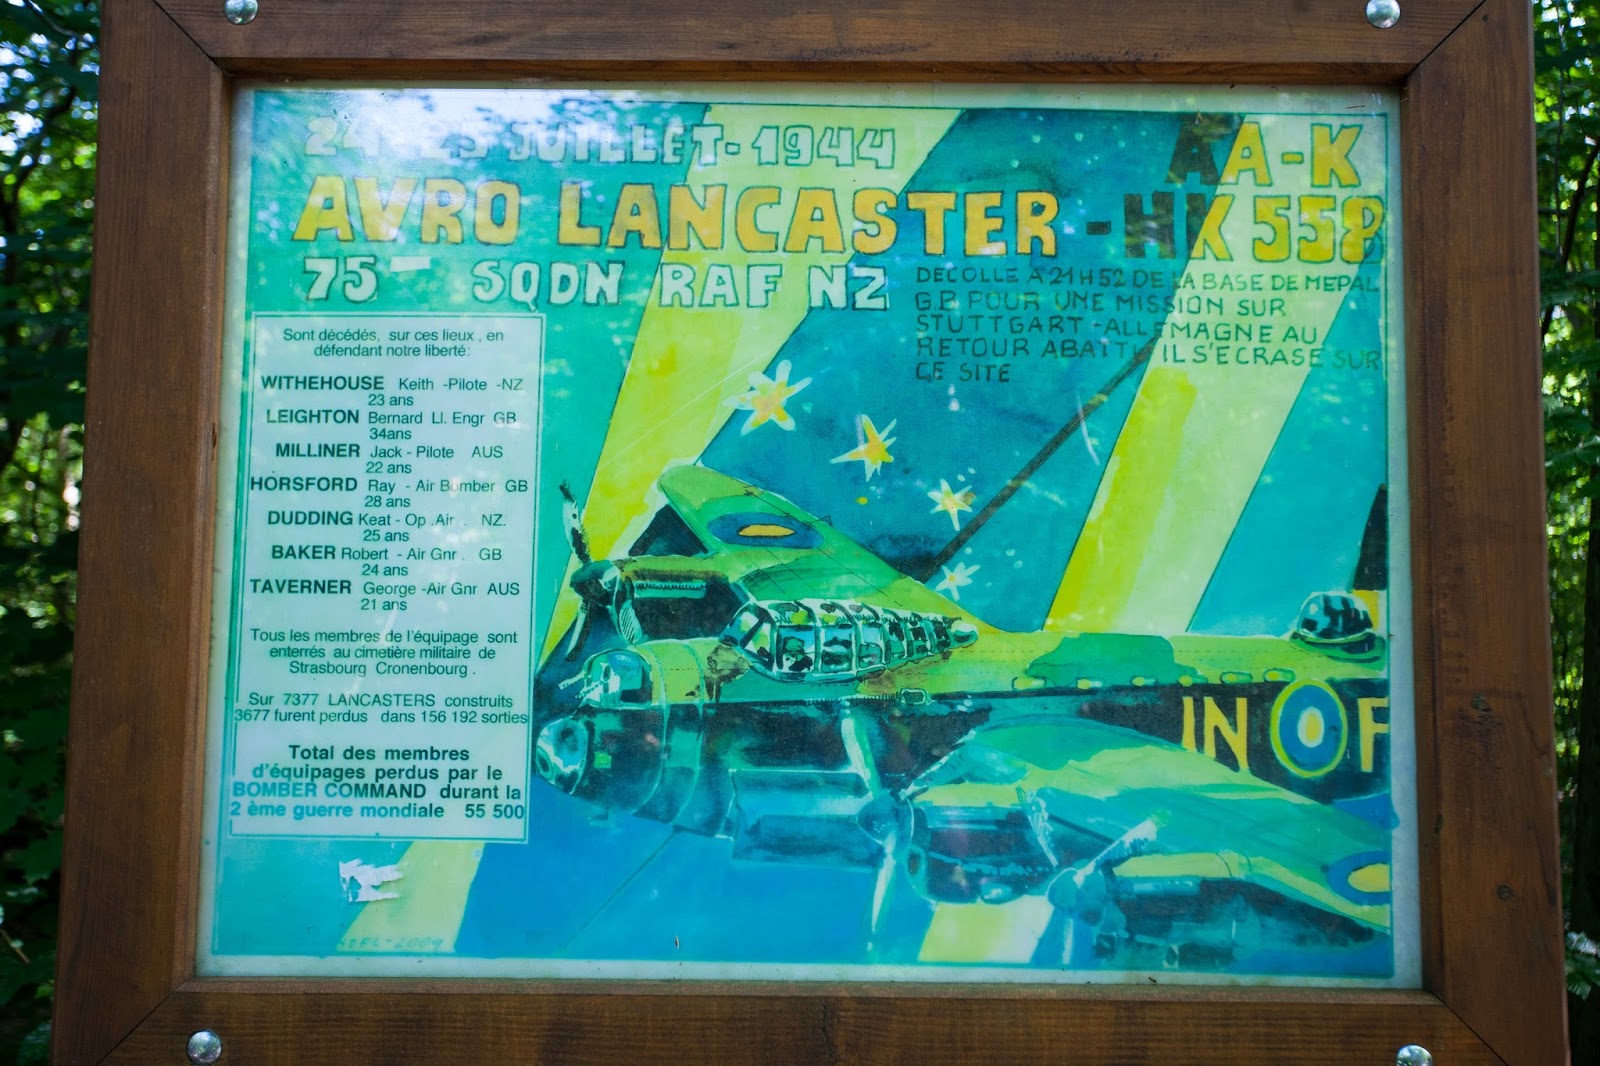 24 25 JUILLET - 1944
AA-K
AVRO LANCASTER - HK 558
75 SQDN RAF NZ
DECOLLE A 21H52 DE LA BASE DE MEPAL
G.B POUR UNE MISSION SUR
STUTTGART - ALLEMAGNE AU
RETOUR ABATTU IL S'ECRASE SUR
CE SITE
Sont décédés, sur ces lieux, en
défendant notre liberté:
WITHEHOUSE Keith -Pilote -NZ
23 ans
LEIGHTON Bernard Ll. Engr GB
34ans
MILLINER Jack - Pilote AUS
22 ans
HORSFORD Ray - Air Bomber GB
28 ans
DUDDING Keat - Op .Air . NZ.
25 ans
BAKER Robert - Air Gnr . GB
24 ans
TAVERNER George -Air Gnr AUS
21 ans
Tous les membres de l'équipage sont
enterrés au cimetière militaire de
Strasbourg Cronenbourg .
Sur 7377 LANCASTERS construits
3677 furent perdus dans 156 192 sorties
Total des membres
d'équipages perdus par le
BOMBER COMMAND durant la
2 ème guerre mondiale 55 500
IN F